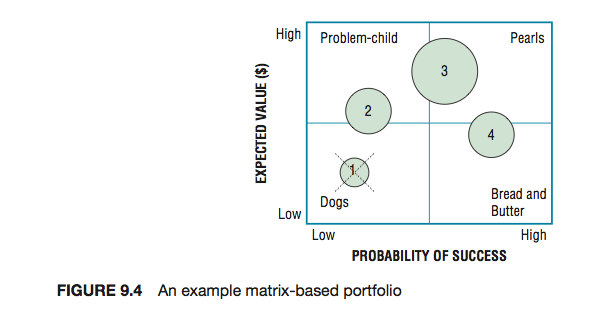 High
Problem-child
Pearls
EXPECTED VALUE ($)
3
2
4
1
Dogs
Bread and
Butter
Low
Low
High
PROBABILITY OF SUCCESS
FIGURE 9.4 An example matrix-based portfolio